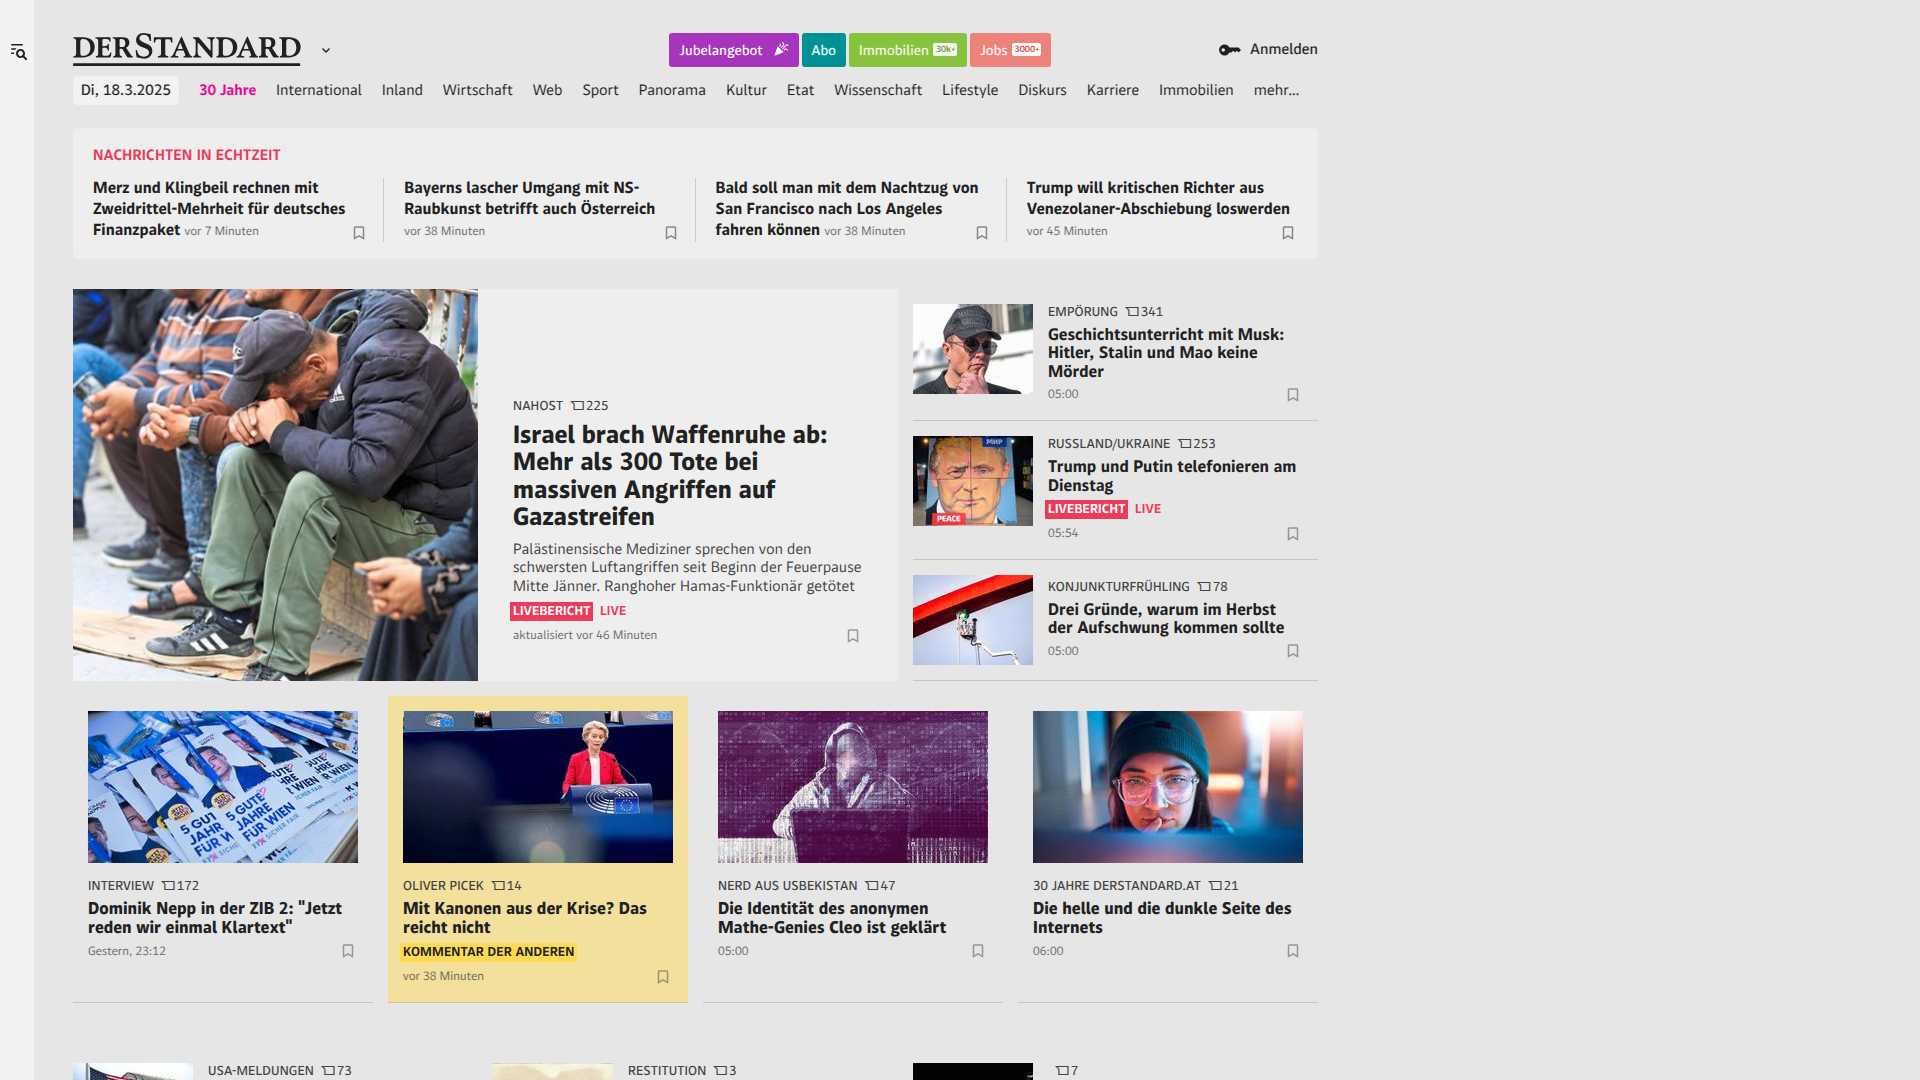 DERSTANDARD
Jubelangebot
Abo
Immobilien 30k+
Jobs 3000+
Anmelden
Di, 18.3.2025
30 Jahre
International
Inland
Wirtschaft
Web
Sport
Panorama
Kultur
Etat
Wissenschaft
Lifestyle
Diskurs
Karriere
Immobilien
mehr...
NACHRICHTEN IN ECHTZEIT
Merz und Klingbeil rechnen mit
Zweidrittel-Mehrheit für deutsches
Finanzpaket vor 7 Minuten
Bayerns lascher Umgang mit NS-
Raubkunst betrifft auch Österreich
vor 38 Minuten
Bald soll man mit dem Nachtzug von
San Francisco nach Los Angeles
fahren können vor 38 Minuten
Trump will kritischen Richter aus
Venezolaner-Abschiebung loswerden
vor 45 Minuten
NAHOST 225
Israel brach Waffenruhe ab:
Mehr als 300 Tote bei
massiven Angriffen auf
Gazastreifen
Palästinensische Mediziner sprechen von den
schwersten Luftangriffen seit Beginn der Feuerpause
Mitte Jänner. Ranghoher Hamas-Funktionär getötet
LIVEBERICHT LIVE
aktualisiert vor 46 Minuten
EMPÖRUNG 341
Geschichtsunterricht mit Musk:
Hitler, Stalin und Mao keine
Mörder
05:00
МИР
PEACE
RUSSLAND/UKRAINE 253
Trump und Putin telefonieren am
Dienstag
LIVEBERICHT LIVE
05:54
KONJUNKTURFRÜHLING 78
Drei Gründe, warum im Herbst
der Aufschwung kommen sollte
05:00
5 GUTE
JAHRE
FÜR WIEN
INTERVIEW 172
Dominik Nepp in der ZIB 2: "Jetzt
reden wir einmal Klartext"
Gestern, 23:12
OLIVER PICEK 14
Mit Kanonen aus der Krise? Das
reicht nicht
KOMMENTAR DER ANDEREN
vor 38 Minuten
NERD AUS USBEKISTAN 47
Die Identität des anonymen
Mathe-Genies Cleo ist geklärt
05:00
30 JAHRE DERSTANDARD.AT 21
Die helle und die dunkle Seite des
Internets
06:00
USA-MELDUNGEN 73
RESTITUTION 3
7